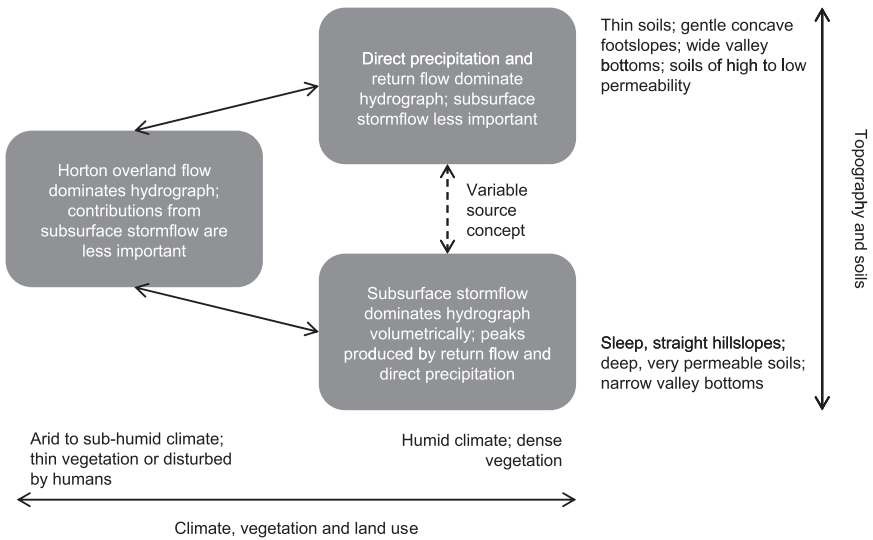 Direct precipitation and
return flow dominate
hydrograph; subsurface
stormflow less important
Thin soils; gentle concave
footslopes; wide valley
bottoms; soils of high to low
permeability
Horton overland flow
dominates hydrograph;
contributions from
subsurface stormflow are
less important
Variable
source
concept
Topography and soils
Subsurface stormflow
dominates hydrograph
volumetrically; peaks
produced by return flow and
direct precipitation
Sleep, straight hillslopes;
deep, very permeable soils;
narrow valley bottoms
Arid to sub-humid climate;
thin vegetation or disturbed
by humans
Humid climate; dense
vegetation
Climate, vegetation and land use